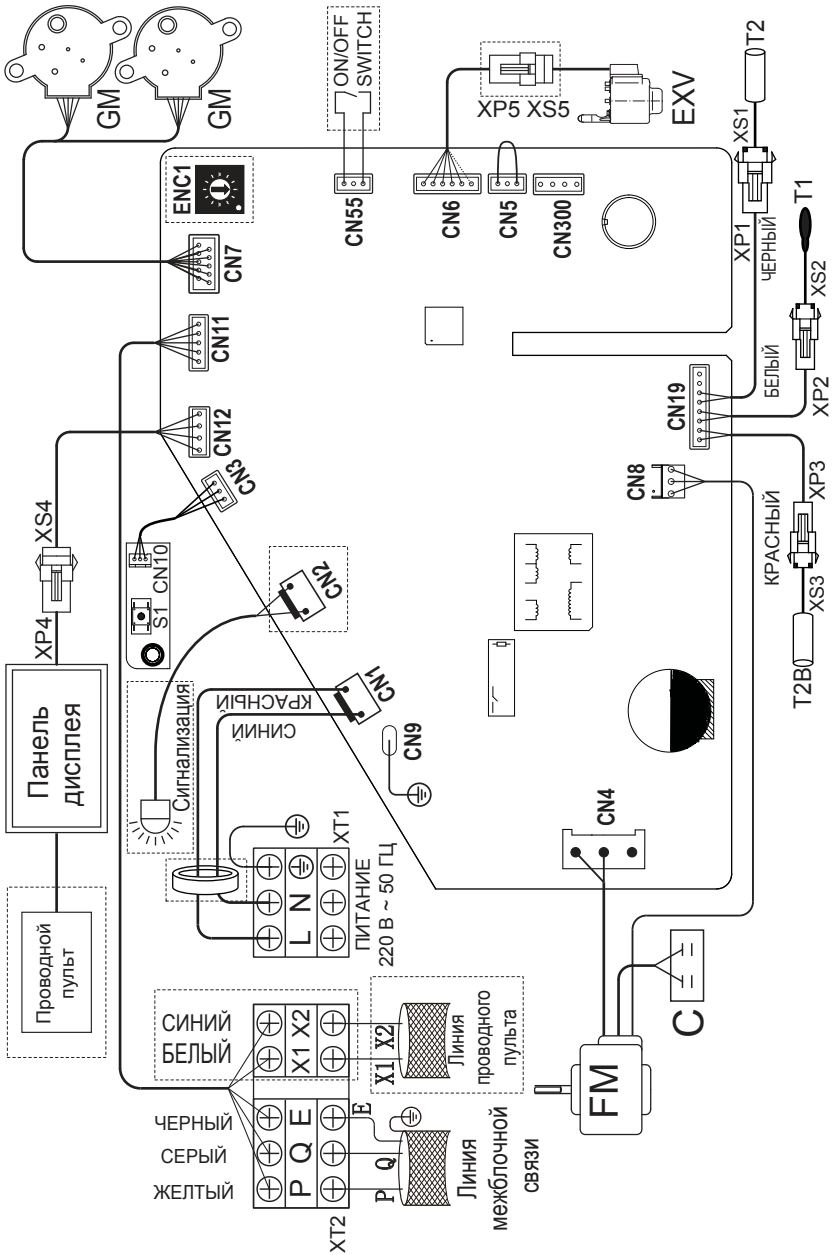 GM
GM
ON/OFF
SWITCH
XP5 XS5
EXV
T2
XS1
XP1
ЧЕРНЫЙ
T1
XS2
XP2
БЕЛЫЙ
XP3
КРАСНЫЙ
XS3
T2B
ENC1
CN55
CN6
CN5
CN300
CN7
CN11
CN12
CN3
CN10
S1
XS4
XP4
Панель
дисплея
Проводной
пульт
Сигнализация
CN2
CN1
КРАСНЫЙ
СИНИЙ
CN9
CN19
CN8
CN4
L N
XT1
ПИТАНИЕ
220 В ~ 50 ГЦ
СИНИЙ
БЕЛЫЙ
X1 X2
X1 X2
Линия
проводного
пульта
ЧЕРНЫЙ
СЕРЫЙ
ЖЕЛТЫЙ
P Q E
XT2
P Q E
Линия
межблочной
связи
FM
C